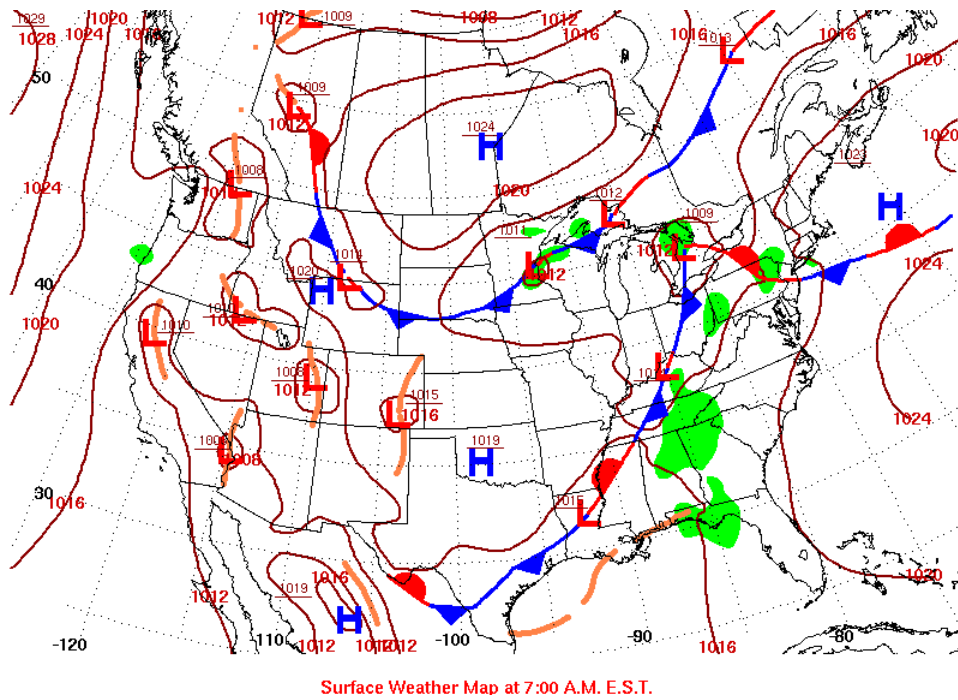 1029 1020 1012 1009 1008 1012
1028 1024 1016 1016 1016 1013 1016
1020
50 1009
1012 1024 H 1020
L 1023
1024 1008 L 1020 1012 1009 H
1011 L
1014 1012 L 1012 L
40 1020 H L 1024
1020 1010 L
1010 L
1008 L
1012 1015
L 1016 1024
1019
L 1008 H
30
1016 L
1020
1012 1019 1016
H
-120 -110 1012 1012 -100 -90 1016 -80
Surface Weather Map at 7:00 A.M. E.S.T.